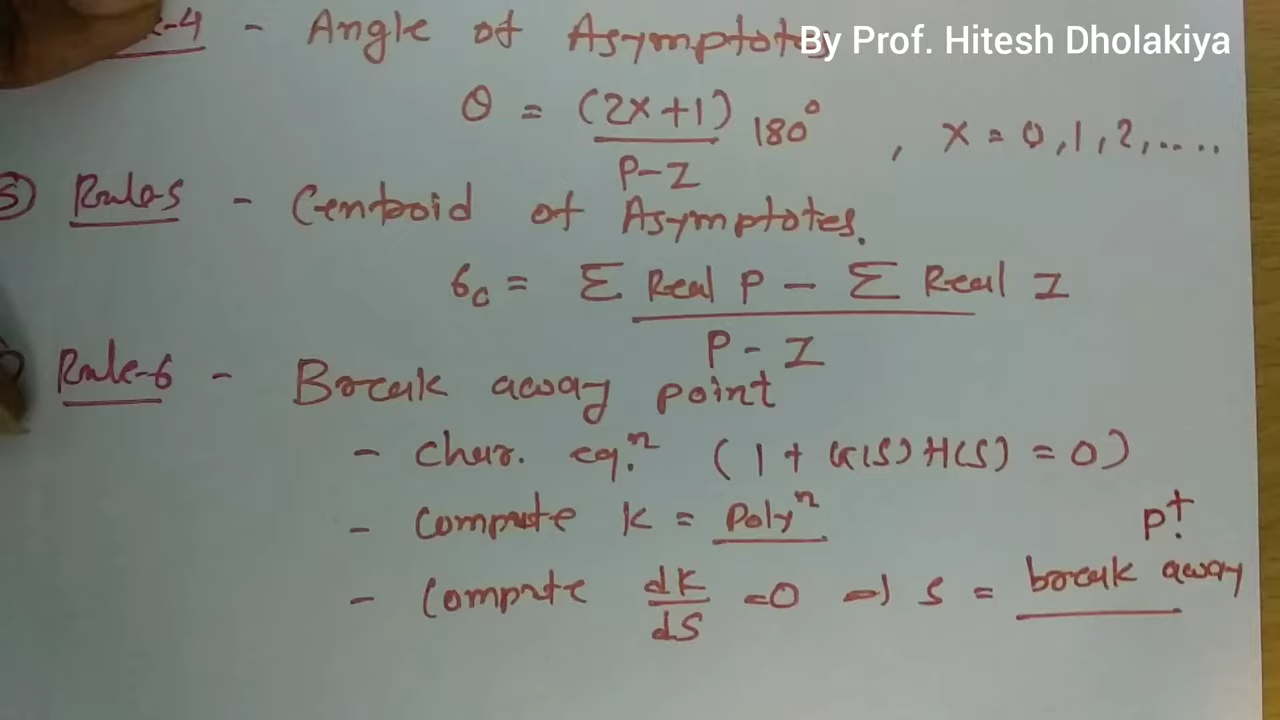 -4 - Angle of Asymptotes
By Prof. Hitesh Dholakiya
θ = (2x+1) 180° , x = 0,1,2,....
P-Z
5) Rule5 - Centroid of Asymptotes.
σc = Σ Real P - Σ Real Z
P - Z
Rule-6 - Break away point
- char. eq.ⁿ (1 + G(S) H(S) = 0)
- compute K = Polyⁿ
- compute dK/dS = 0 → S = break away pt.